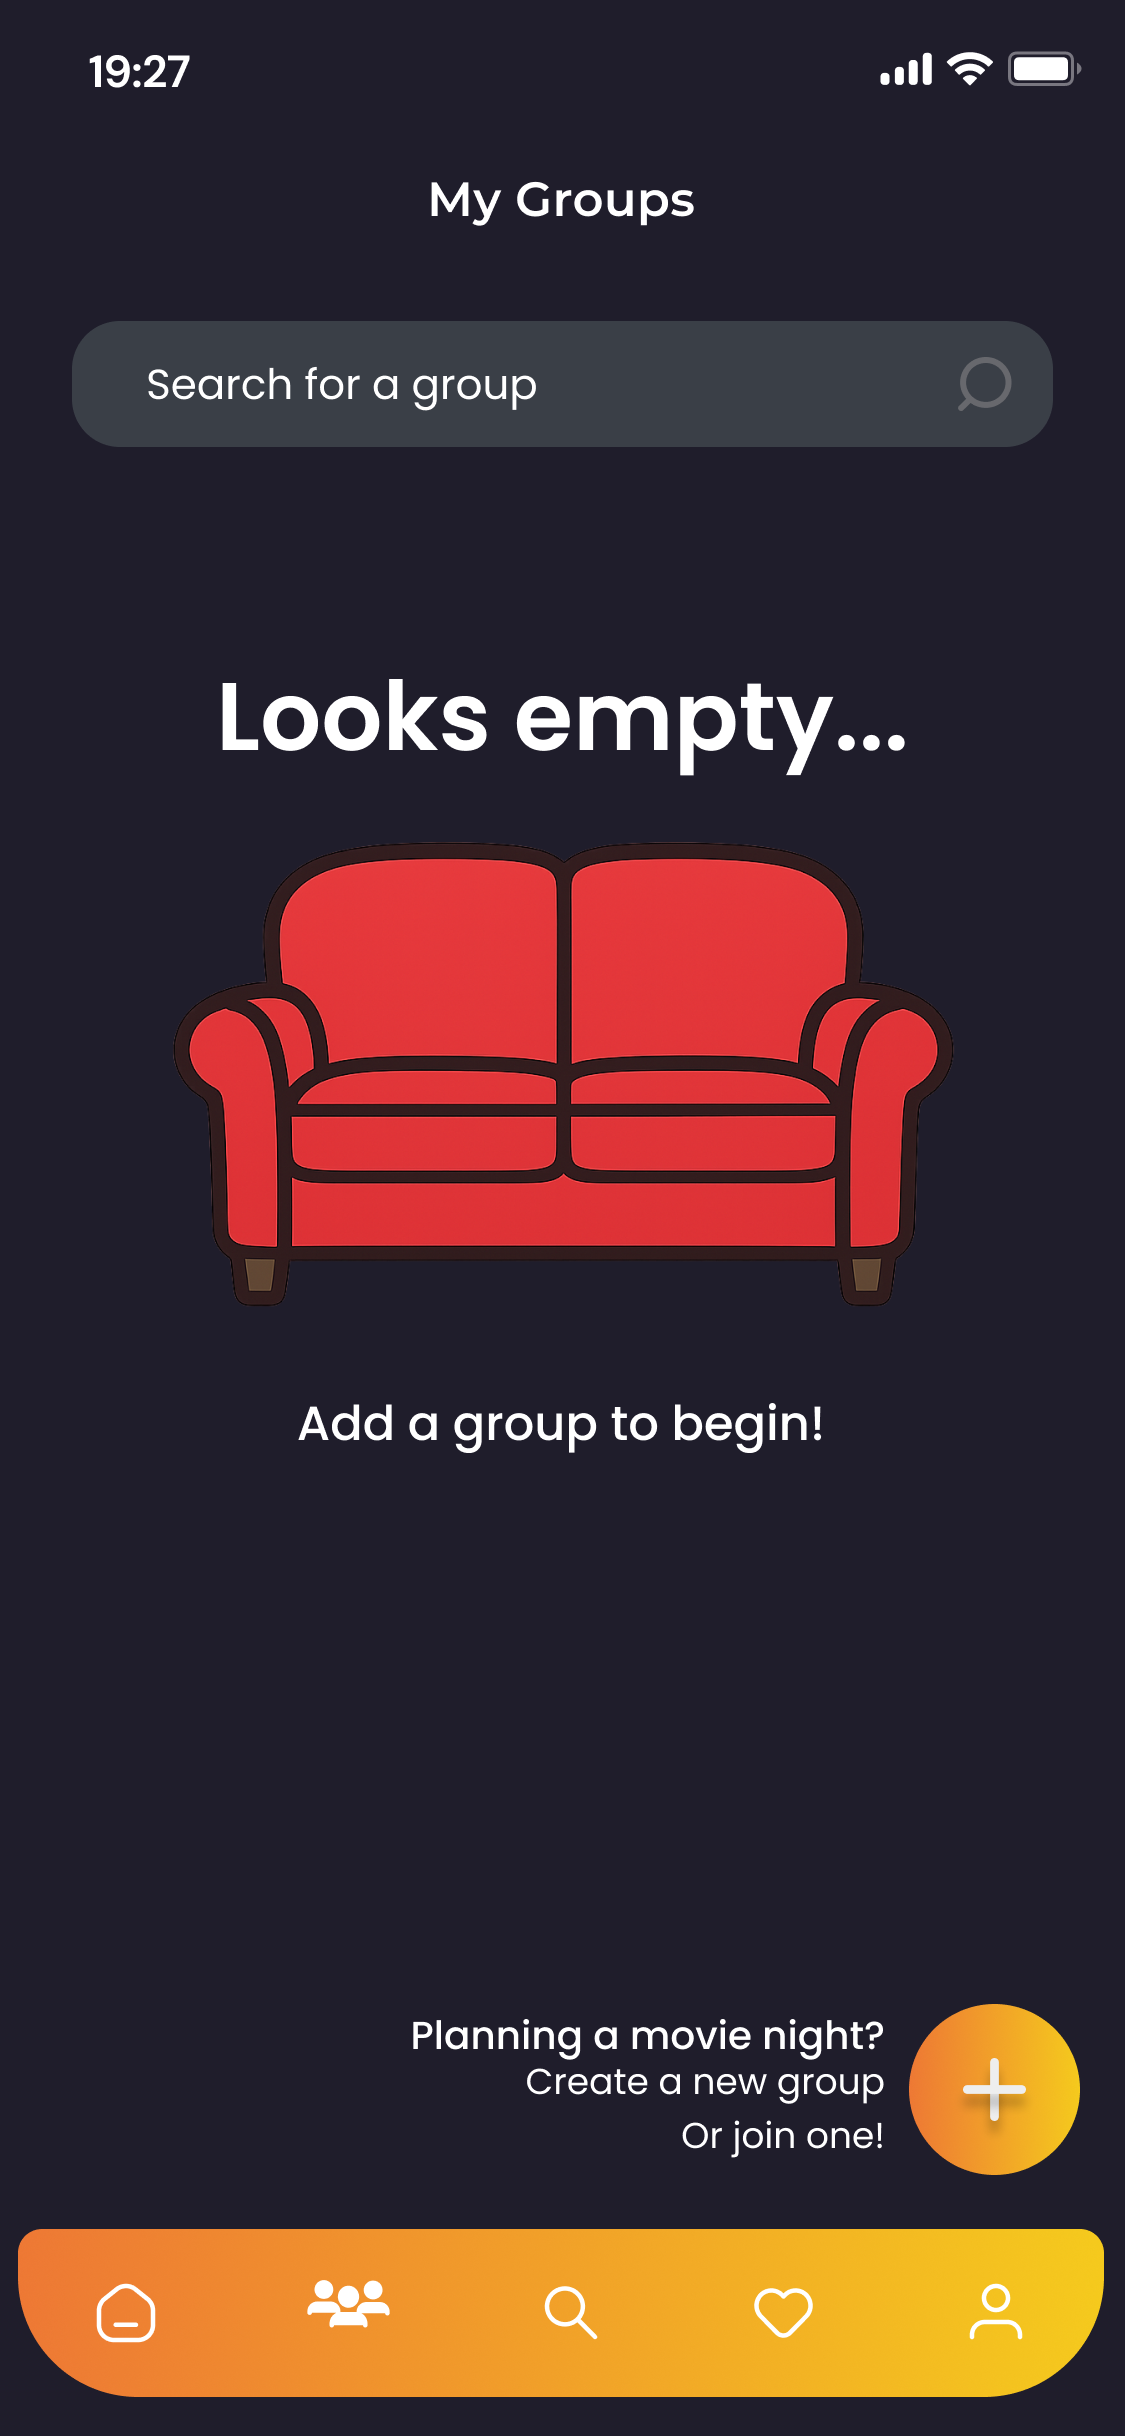 19:27
My Groups
Search for a group
Looks empty...
Add a group to begin!
Planning a movie night?
Create a new group
Or join one!